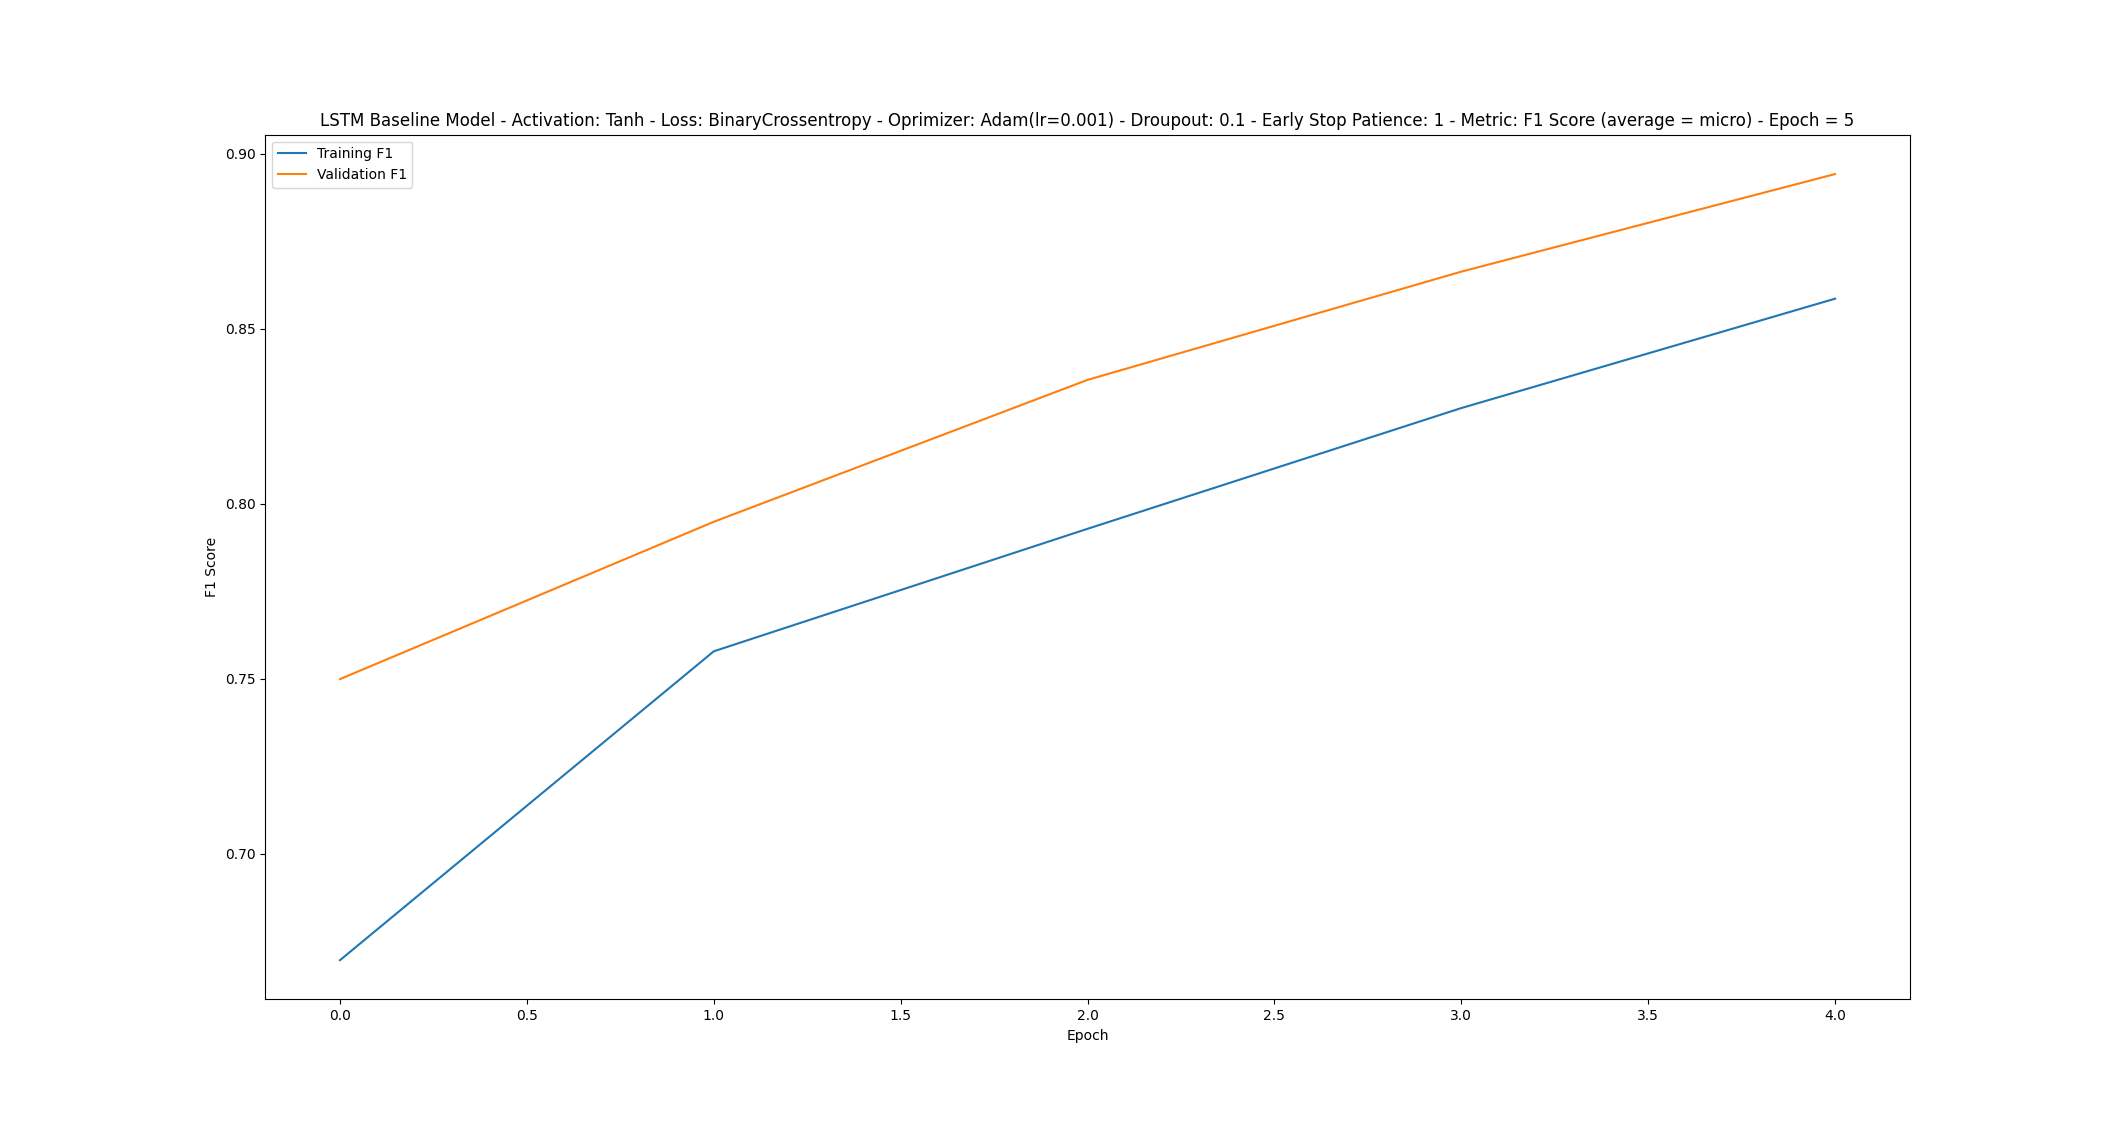 LSTM Baseline Model - Activation: Tanh - Loss: BinaryCrossentropy - Oprimizer: Adam(lr=0.001) - Droupout: 0.1 - Early Stop Patience: 1 - Metric: F1 Score (average = micro) - Epoch = 5
Training F1
Validation F1
0.90
0.85
0.80
0.75
0.70
F1 Score
0.0 0.5 1.0 1.5 2.0 2.5 3.0 3.5 4.0
Epoch